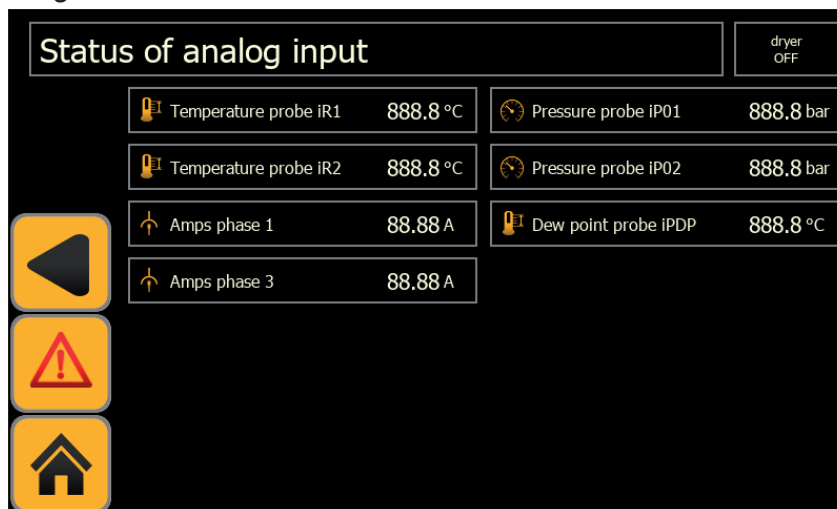 Status of analog input
dryer
OFF
Temperature probe iR1 888.8 °C
Pressure probe iP01 888.8 bar
Temperature probe iR2 888.8 °C
Pressure probe iP02 888.8 bar
Amps phase 1 88.88 A
Dew point probe iPDP 888.8 °C
Amps phase 3 88.88 A